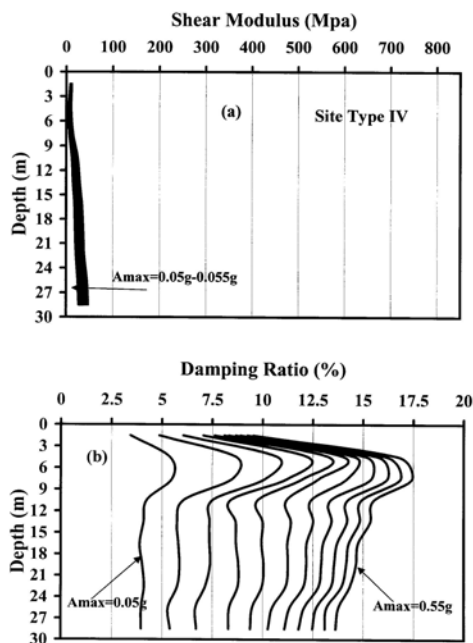 Shear Modulus (Mpa)
0 100 200 300 400 500 600 700 800
0
3
6
9
12
15
18
21
24
27
30
Depth (m)
(a)
Site Type IV
Amax=0.05g-0.055g
Damping Ratio (%)
0 2.5 5 7.5 10 12.5 15 17.5 20
0
3
6
9
12
15
18
21
24
27
30
Depth (m)
(b)
Amax=0.05g
Amax=0.55g